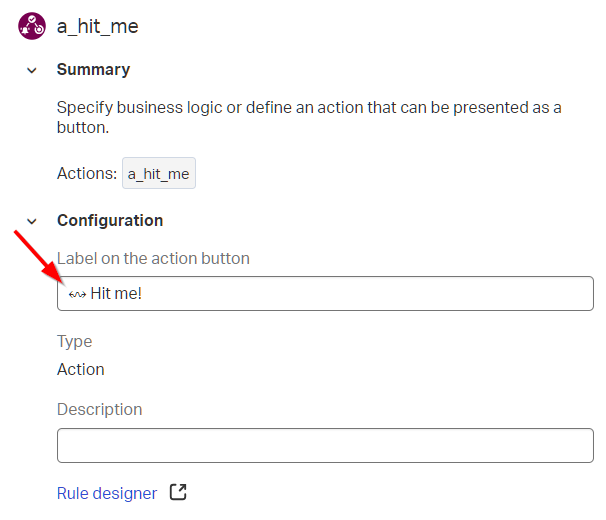 a_hit_me
Summary
Specify business logic or define an action that can be presented as a
button.
Actions: a_hit_me
Configuration
Label on the action button
⬳ Hit me!
Type
Action
Description
Rule designer